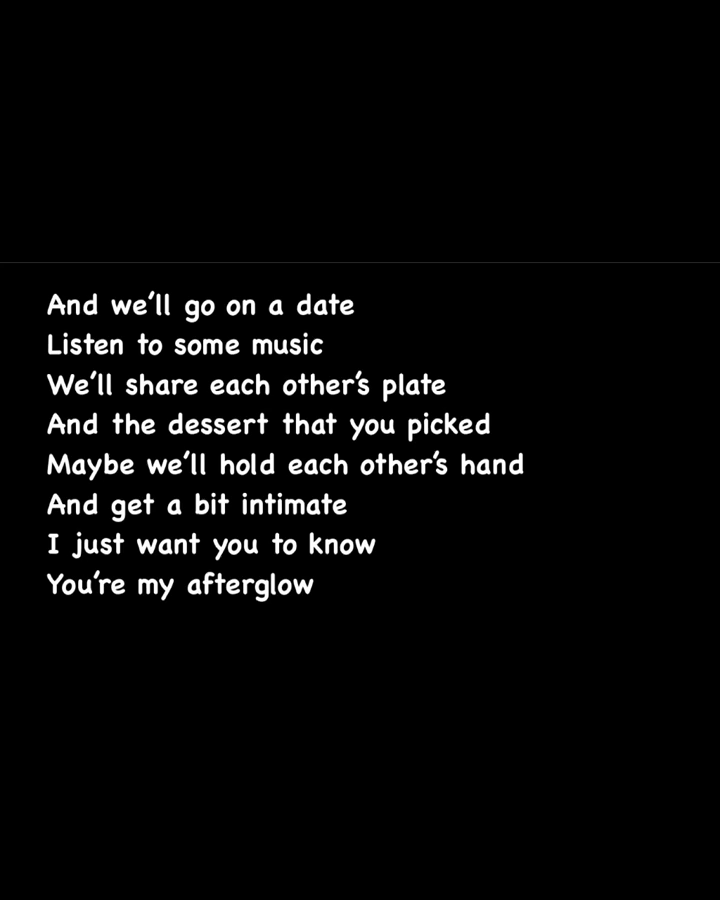 And we’ll go on a date
Listen to some music
We’ll share each other’s plate
And the dessert that you picked
Maybe we’ll hold each other’s hand
And get a bit intimate
I just want you to know
You’re my afterglow